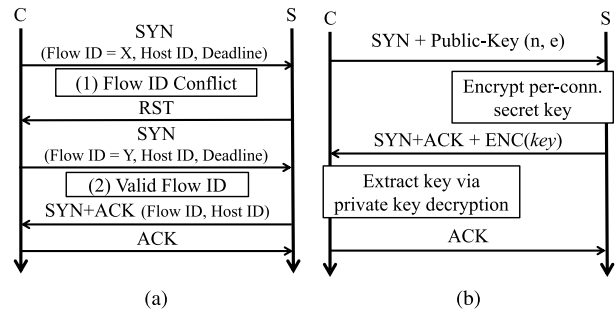 C S
SYN
(Flow ID = X, Host ID, Deadline)
(1) Flow ID Conflict
RST
SYN
(Flow ID = Y, Host ID, Deadline)
(2) Valid Flow ID
SYN+ACK (Flow ID, Host ID)
ACK
(a)
C S
SYN + Public-Key (n, e)
Encrypt per-conn.
secret key
SYN+ACK + ENC(key)
Extract key via
private key decryption
ACK
(b)